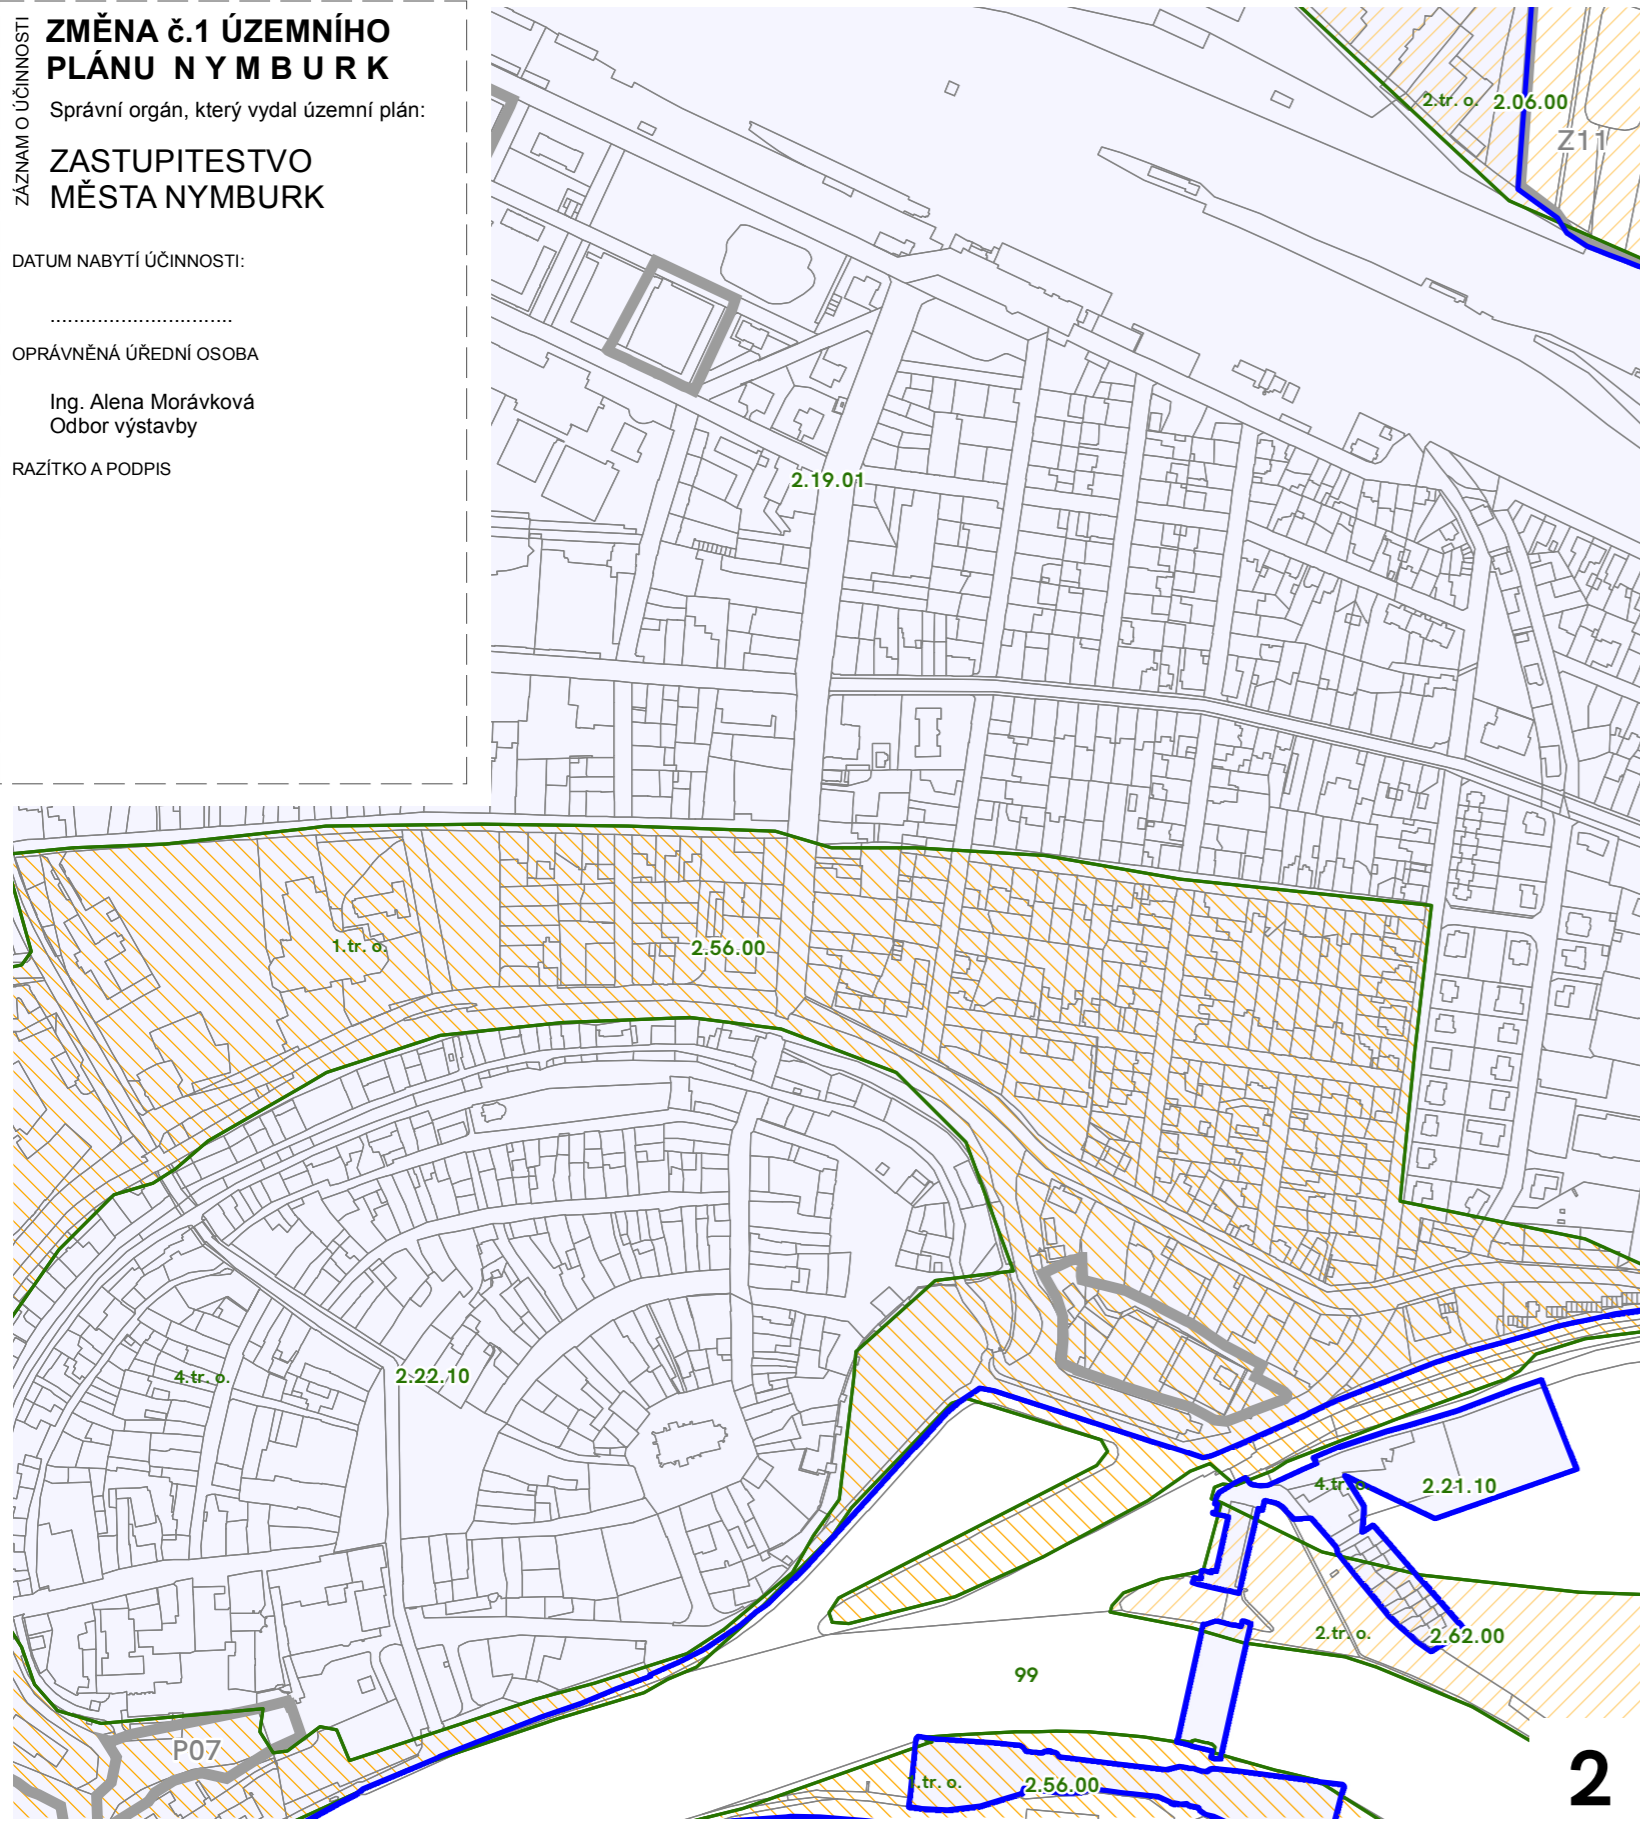 ZÁZNAM O ÚČINNOSTI
ZMĚNA č.1 ÚZEMNÍHO
PLÁNU N Y M B U R K
Správní orgán, který vydal územní plán:
ZASTUPITESTVO
MĚSTA NYMBURK
DATUM NABYTÍ ÚČINNOSTI:
...............................
OPRÁVNĚNÁ ÚŘEDNÍ OSOBA
Ing. Alena Morávková
Odbor výstavby
RAZÍTKO A PODPIS
2.tr. o. 2.06.00
Z11
2.19.01
1.tr. o.
2.56.00
4.tr. o.
2.22.10
4.tr. o.
2.21.10
2.tr. o.
2.62.00
99
P07
1.tr. o.
2.56.00
2